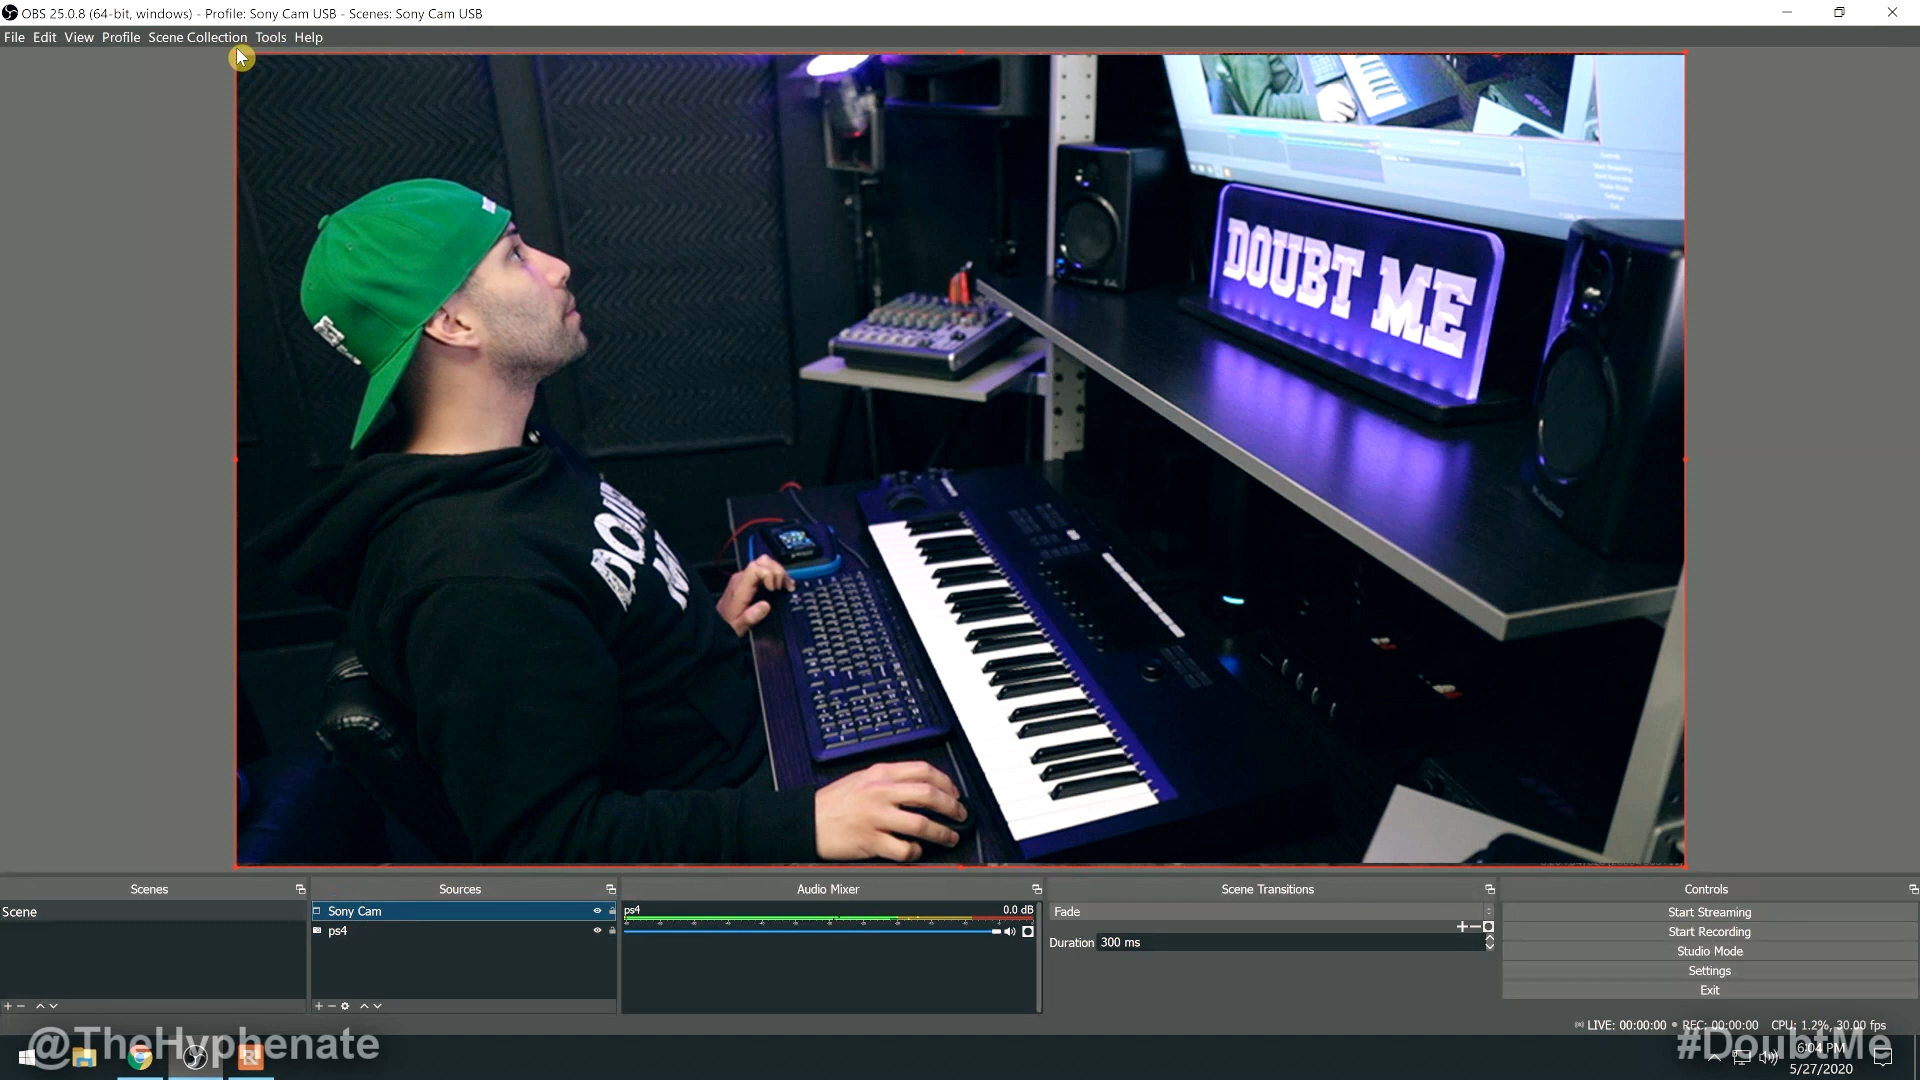 OBS 25.0.8 (64-bit, windows) - Profile: Sony Cam USB - Scenes: Sony Cam USB
File Edit View Profile Scene Collection Tools Help
DOUBT ME
Scenes
Scene
Sources
Sony Cam
ps4
Audio Mixer
ps4 0.0 dB
Scene Transitions
Fade
Duration 300 ms
Controls
Start Streaming
Start Recording
Studio Mode
Settings
Exit
LIVE: 00:00:00 REC: 00:00:00 CPU: 1.2%, 30.00 fps
@TheHyphenate
#DoubtMe
6:04 PM
5/27/2020